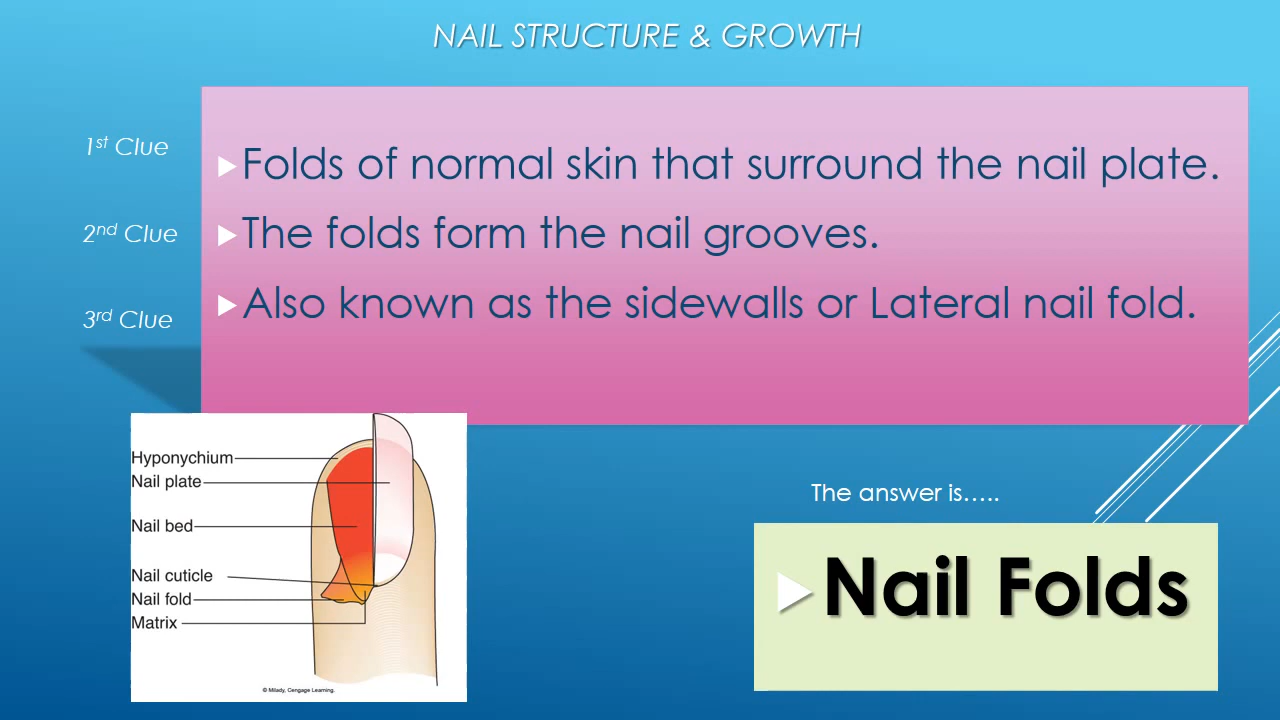 NAIL STRUCTURE & GROWTH
1st Clue
Folds of normal skin that surround the nail plate.
2nd Clue
The folds form the nail grooves.
3rd Clue
Also known as the sidewalls or Lateral nail fold.
Hyponychium
Nail plate
Nail bed
Nail cuticle
Nail fold
Matrix
© Milady, Cengage Learning.
The answer is…..
Nail Folds